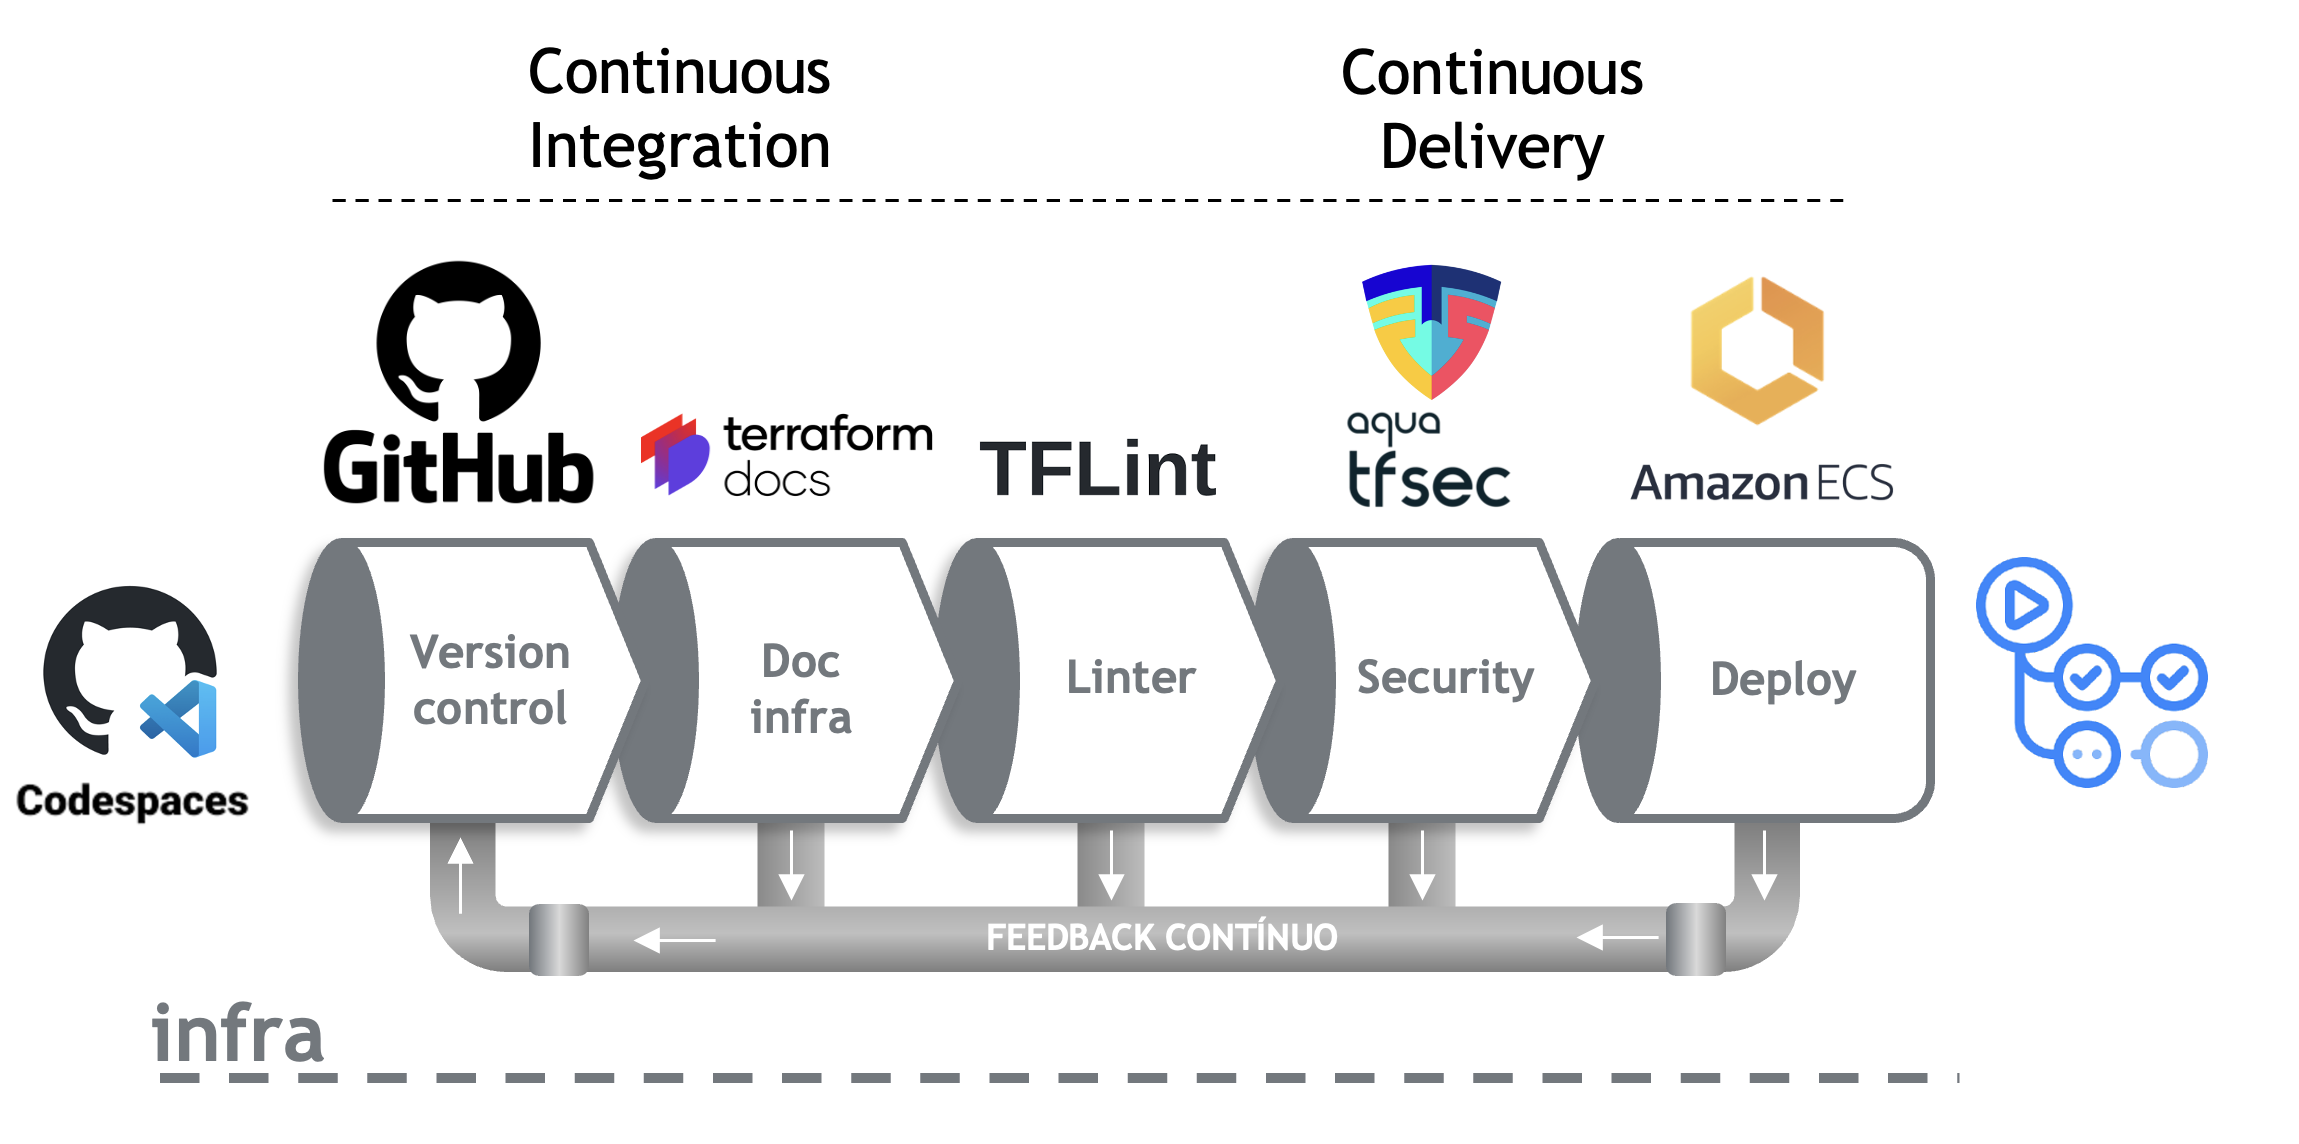 Continuous
Integration
Continuous
Delivery
GitHub
terraform
docs
TFLint
aqua
tfsec
Amazon ECS
Codespaces
Version
control
Doc
infra
Linter
Security
Deploy
FEEDBACK CONTÍNUO
infra